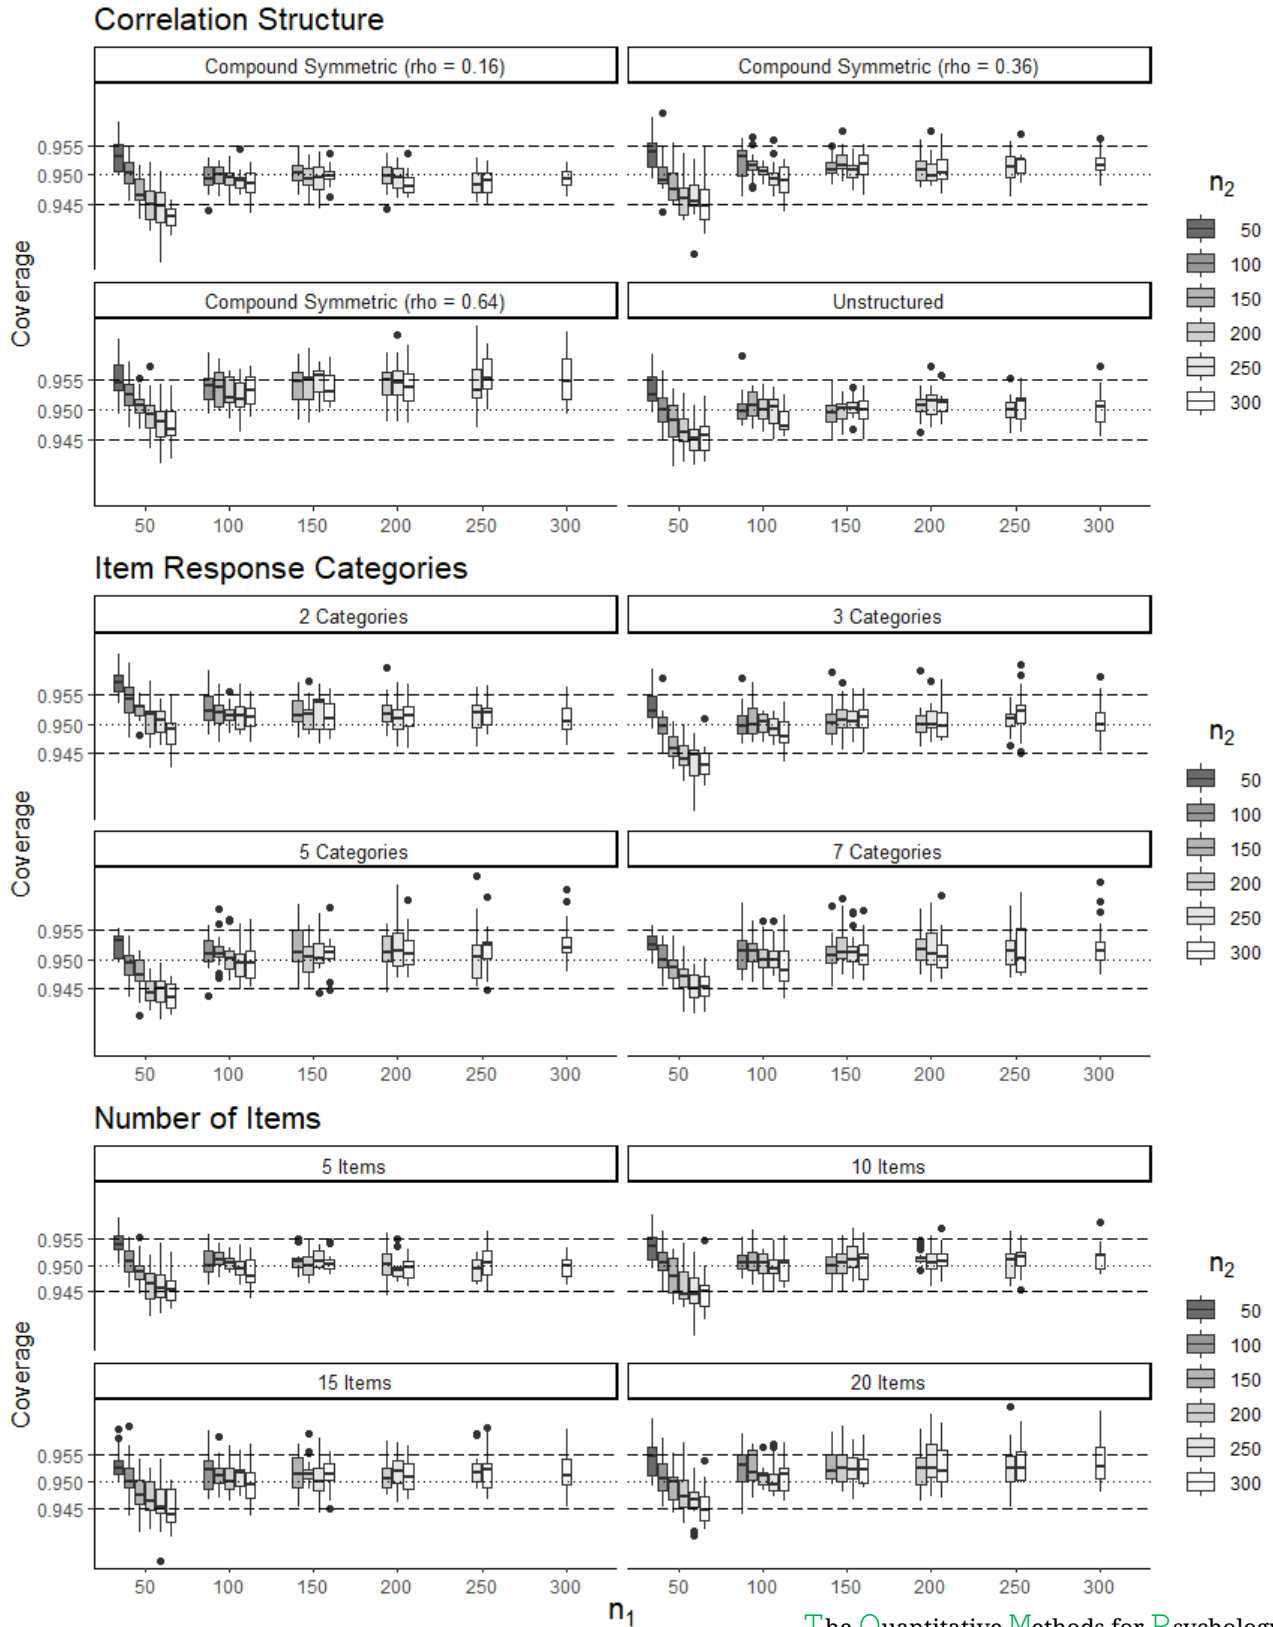 Correlation Structure
Compound Symmetric (rho = 0.16)
Compound Symmetric (rho = 0.36)
0.955
0.950
0.945
Compound Symmetric (rho = 0.64)
Unstructured
0.955
0.950
0.945
Coverage
50 100 150 200 250 300
50 100 150 200 250 300
n2
50
100
150
200
250
300
Item Response Categories
2 Categories
3 Categories
0.955
0.950
0.945
5 Categories
7 Categories
0.955
0.950
0.945
Coverage
50 100 150 200 250 300
50 100 150 200 250 300
n2
50
100
150
200
250
300
Number of Items
5 Items
10 Items
0.955
0.950
0.945
15 Items
20 Items
0.955
0.950
0.945
Coverage
50 100 150 200 250 300
50 100 150 200 250 300
n2
50
100
150
200
250
300
n1
The Quantitative Methods for Psychology